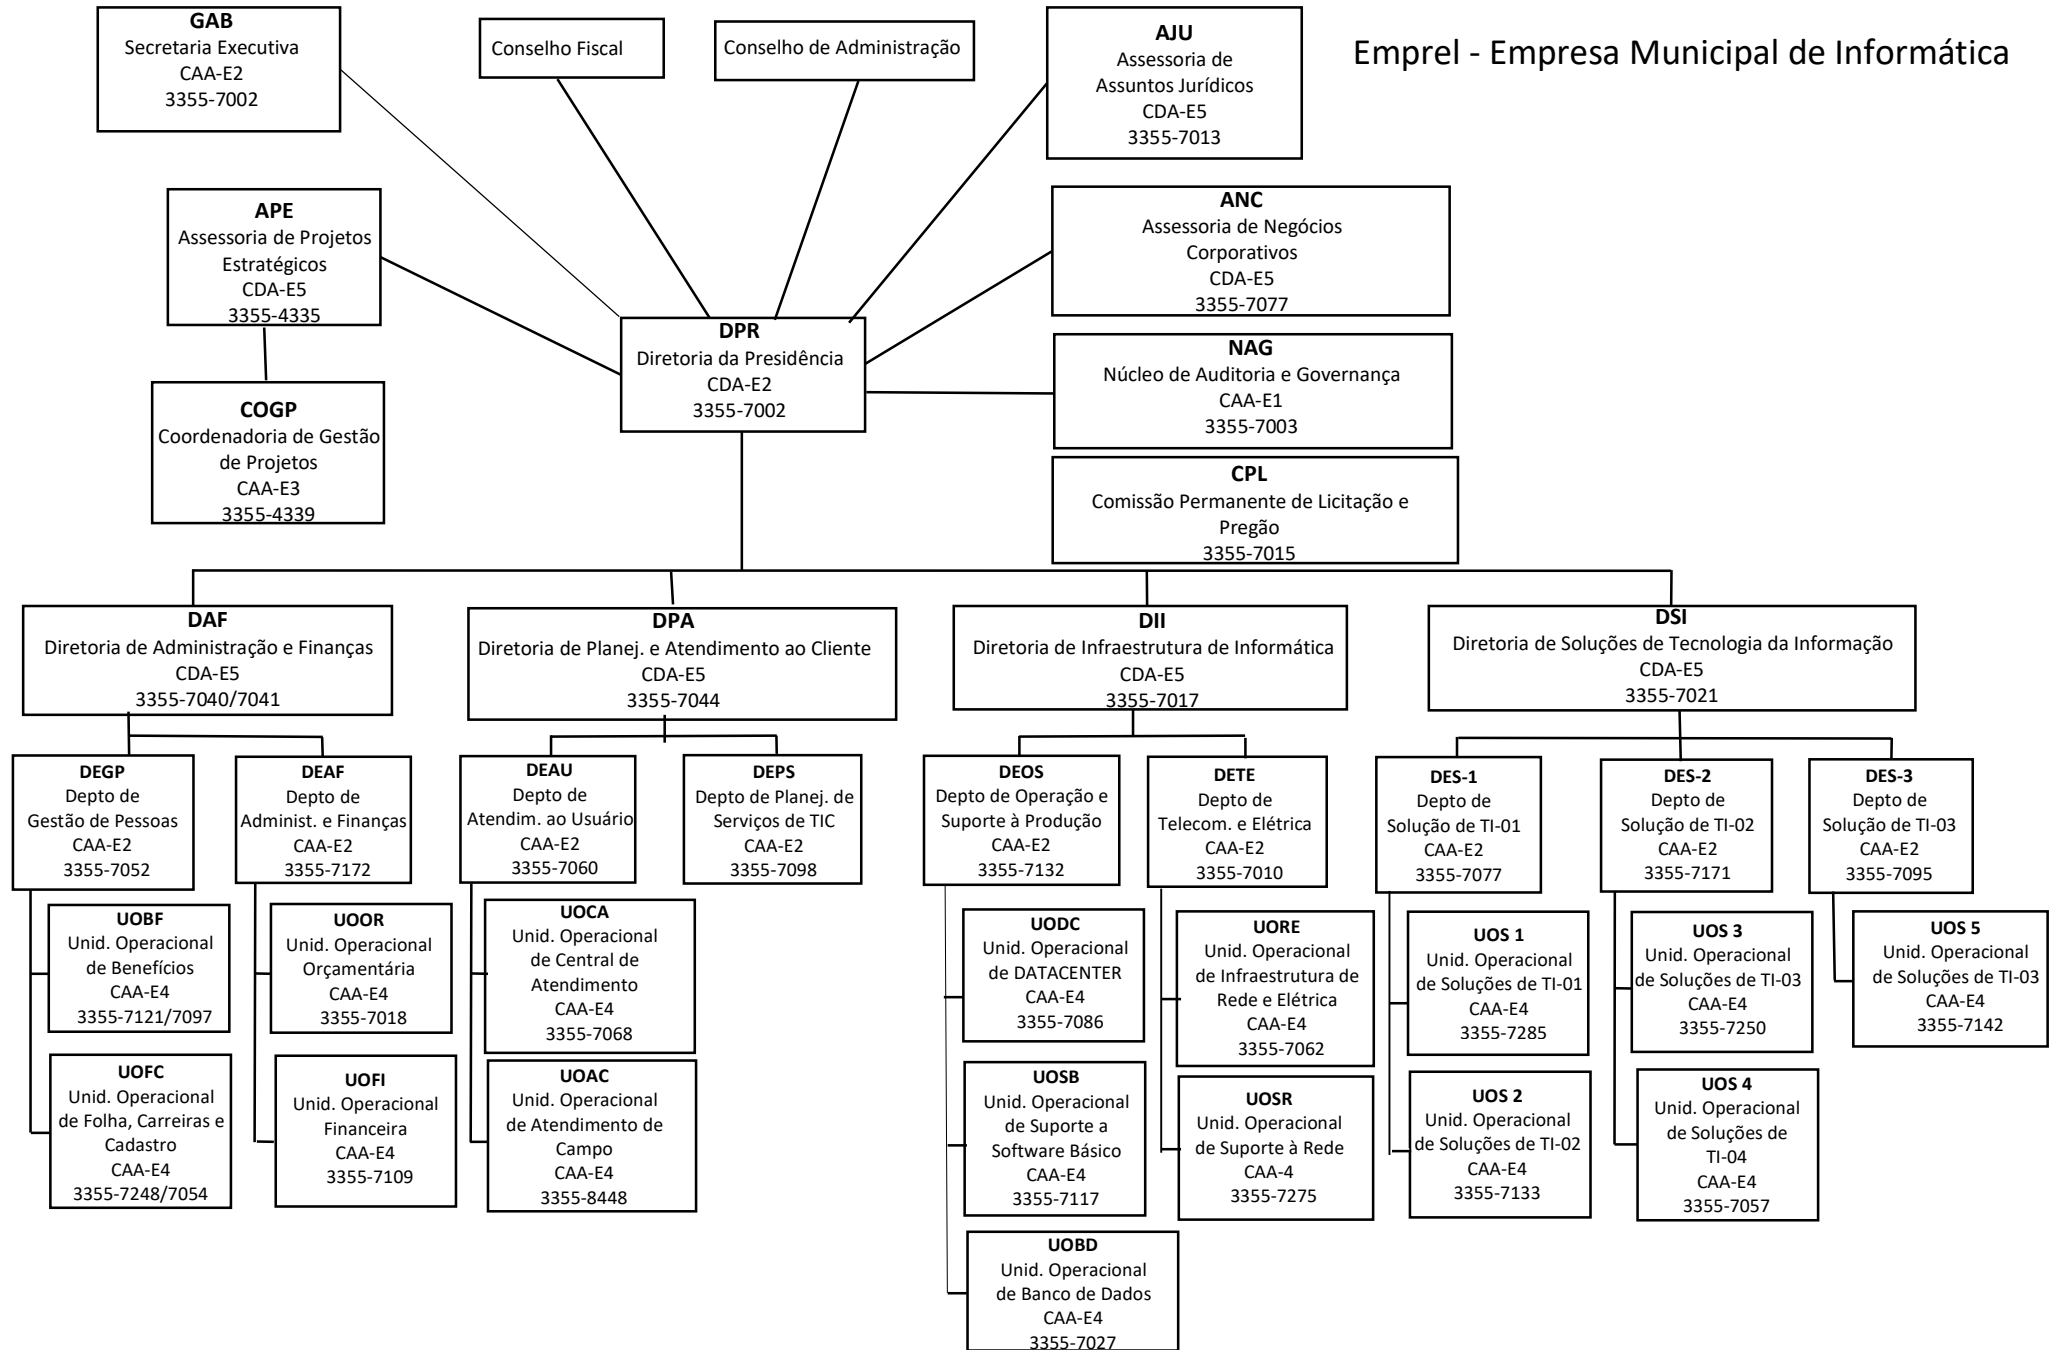 GAB
Secretaria Executiva
CAA-E2
3355-7002
Conselho Fiscal
Conselho de Administração
AJU
Assessoria de
Assuntos Jurídicos
CDA-E5
3355-7013
Emprel - Empresa Municipal de Informática
APE
Assessoria de Projetos
Estratégicos
CDA-E5
3355-4335
ANC
Assessoria de Negócios
Corporativos
CDA-E5
3355-7077
DPR
Diretoria da Presidência
CDA-E2
3355-7002
NAG
Núcleo de Auditoria e Governança
CAA-E1
3355-7003
COGP
Coordenadoria de Gestão
de Projetos
CAA-E3
3355-4339
CPL
Comissão Permanente de Licitação e
Pregão
3355-7015
DAF
Diretoria de Administração e Finanças
CDA-E5
3355-7040/7041
DPA
Diretoria de Planej. e Atendimento ao Cliente
CDA-E5
3355-7044
DII
Diretoria de Infraestrutura de Informática
CDA-E5
3355-7017
DSI
Diretoria de Soluções de Tecnologia da Informação
CDA-E5
3355-7021
DEGP
Depto de
Gestão de Pessoas
CAA-E2
3355-7052
DEAF
Depto de
Administ. e Finanças
CAA-E2
3355-7172
DEAU
Depto de
Atendim. ao Usuário
CAA-E2
3355-7060
DEPS
Depto de Planej. de
Serviços de TIC
CAA-E2
3355-7098
DEOS
Depto de Operação e
Suporte à Produção
CAA-E2
3355-7132
DETE
Depto de
Telecom. e Elétrica
CAA-E2
3355-7010
DES-1
Depto de
Solução de TI-01
CAA-E2
3355-7077
DES-2
Depto de
Solução de TI-02
CAA-E2
3355-7171
DES-3
Depto de
Solução de TI-03
CAA-E2
3355-7095
UOBF
Unid. Operacional
de Benefícios
CAA-E4
3355-7121/7097
UOOR
Unid. Operacional
Orçamentária
CAA-E4
3355-7018
UOCA
Unid. Operacional
de Central de
Atendimento
CAA-E4
3355-7068
UODC
Unid. Operacional
de DATACENTER
CAA-E4
3355-7086
UORE
Unid. Operacional
de Infraestrutura de
Rede e Elétrica
CAA-E4
3355-7062
UOS 1
Unid. Operacional
de Soluções de TI-01
CAA-E4
3355-7285
UOS 3
Unid. Operacional
de Soluções de TI-03
CAA-E4
3355-7250
UOS 5
Unid. Operacional
de Soluções de TI-03
CAA-E4
3355-7142
UOFC
Unid. Operacional
de Folha, Carreiras e
Cadastro
CAA-E4
3355-7248/7054
UOFI
Unid. Operacional
Financeira
CAA-E4
3355-7109
UOAC
Unid. Operacional
de Atendimento de
Campo
CAA-E4
3355-8448
UOSB
Unid. Operacional
de Suporte a
Software Básico
CAA-E4
3355-7117
UOSR
Unid. Operacional
de Suporte à Rede
CAA-4
3355-7275
UOS 2
Unid. Operacional
de Soluções de TI-02
CAA-E4
3355-7133
UOS 4
Unid. Operacional
de Soluções de
TI-04
CAA-E4
3355-7057
UOBD
Unid. Operacional
de Banco de Dados
CAA-E4
3355-7027